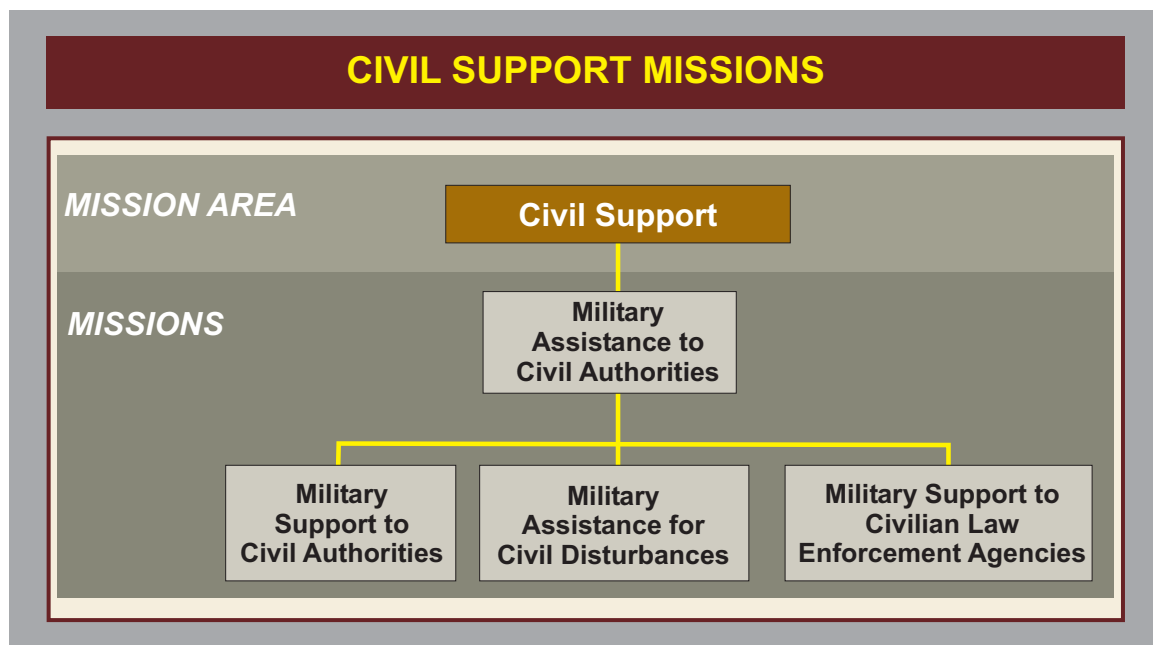 CIVIL SUPPORT MISSIONS
MISSION AREA
Civil Support
MISSIONS
Military
Assistance to
Civil Authorities
Military
Support to
Civil Authorities
Military
Assistance for
Civil Disturbances
Military Support to
Civilian Law
Enforcement Agencies